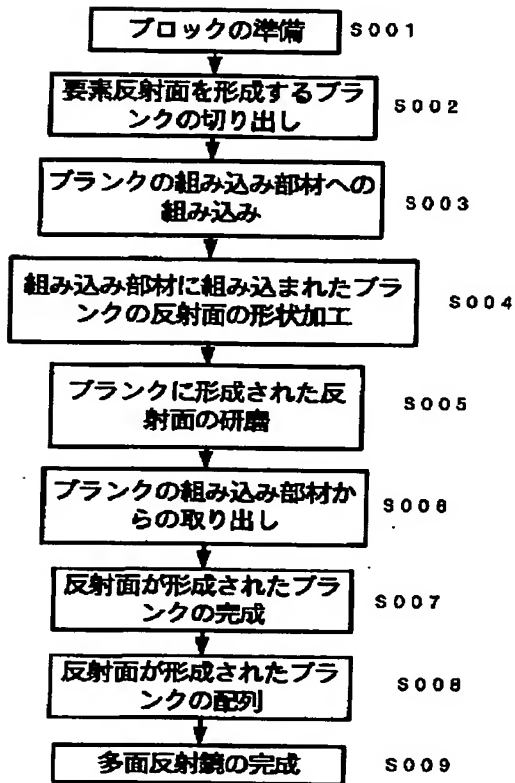 ブロックの準備
S001
要素反射面を形成するブラ
ンクの切り出し
S002
ブランクの組み込み部材への
組み込み
S003
組み込み部材に組み込まれたブラ
ンクの反射面の形状加工
S004
ブランクに形成された反
射面の研磨
S005
ブランクの組み込み部材か
らの取り出し
S006
反射面が形成されたブラ
ンクの完成
S007
反射面が形成されたブラ
ンクの配列
S008
多面反射鏡の完成
S009